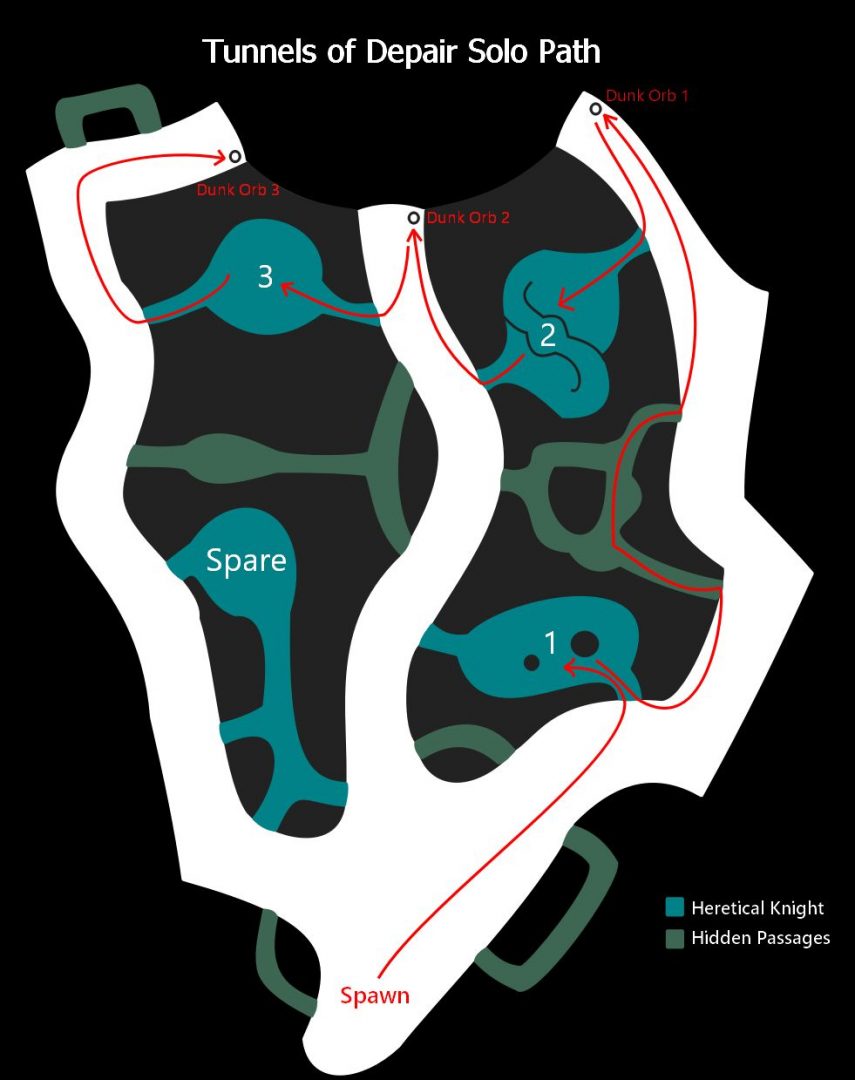 Tunnels of Depair Solo Path
Dunk Orb 1
Dunk Orb 3
Dunk Orb 2
3
2
Spare
1
Heretical Knight
Hidden Passages
Spawn